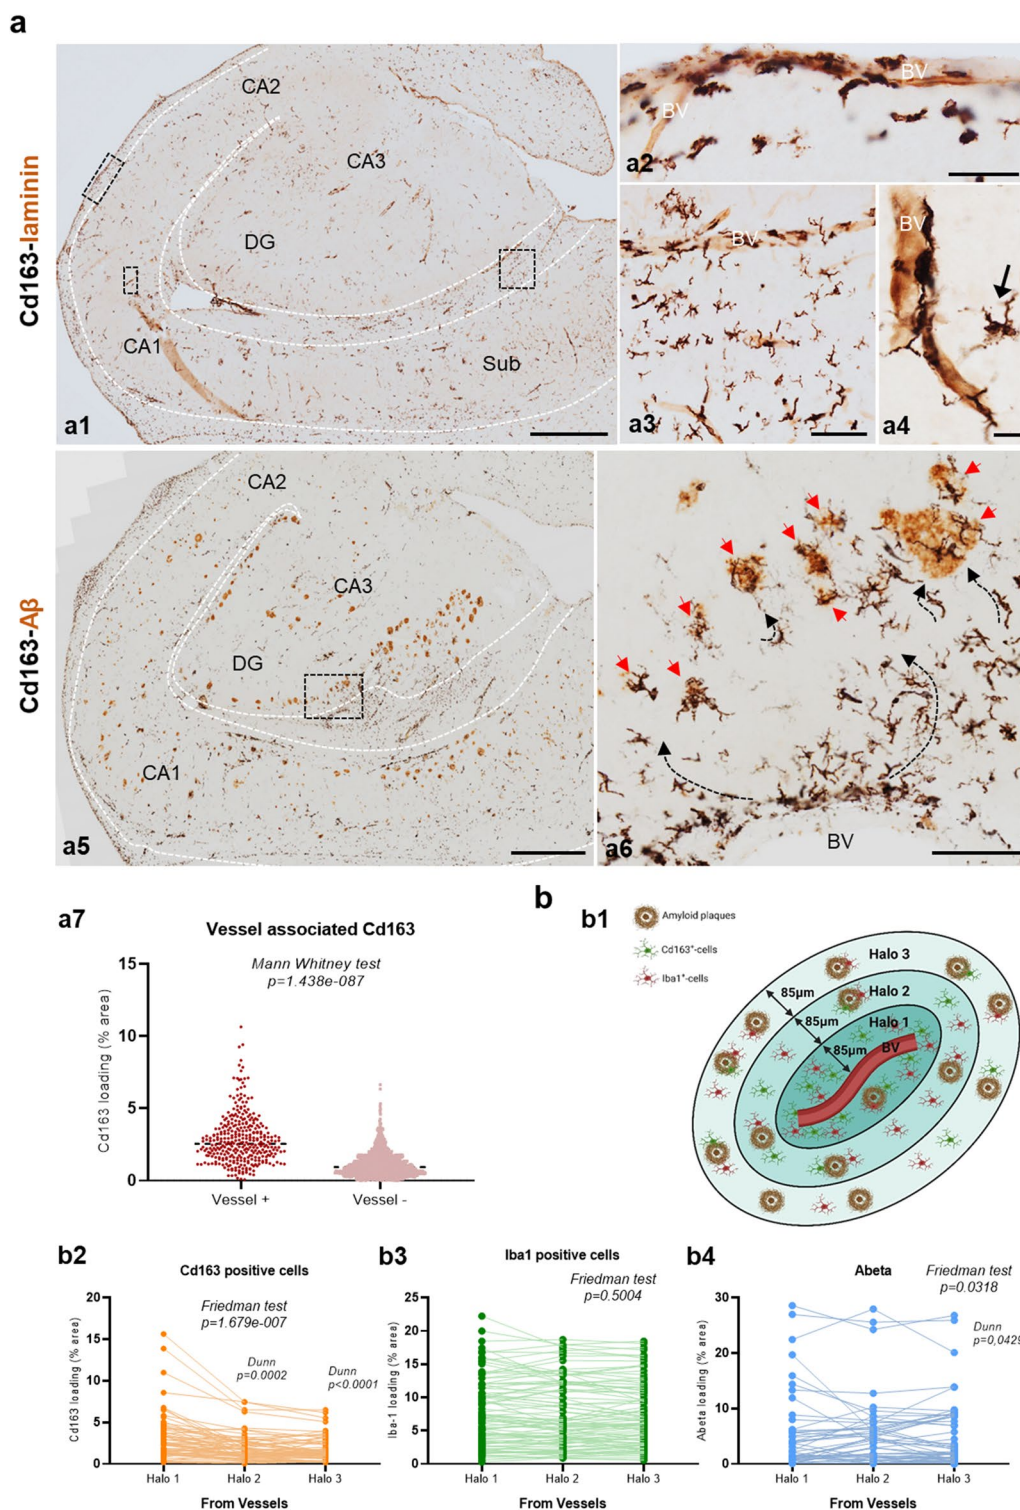 a
Cd163-laminin
CA2
CA3
DG
CA1
Sub
a1
BV
BV
a2
BV
a3
BV
a4
Cd163-Aβ
CA2
CA3
DG
CA1
a5
BV
a6
a7
Vessel associated Cd163
Mann Whitney test
p=1.438e-087
Cd163 loading (% area)
15
10
5
0
Vessel +
Vessel -
b
b1
Amyloid plaques
Cd163⁺-cells
Iba1⁺-cells
Halo 3
Halo 2
Halo 1
BV
85μm
85μm
85μm
b2
Cd163 positive cells
Friedman test
p=1.679e-007
Dunn
p=0.0002
Dunn
p<0.0001
Cd163 loading (% area)
20
15
10
5
0
Halo 1
Halo 2
Halo 3
From Vessels
b3
Iba1 positive cells
Friedman test
p=0.5004
Iba-1 loading (% area)
25
20
15
10
5
0
Halo 1
Halo 2
Halo 3
From Vessels
b4
Abeta
Friedman test
p=0.0318
Dunn
p=0,0429
Abeta loading (% area)
30
20
10
0
Halo 1
Halo 2
Halo 3
From Vessels